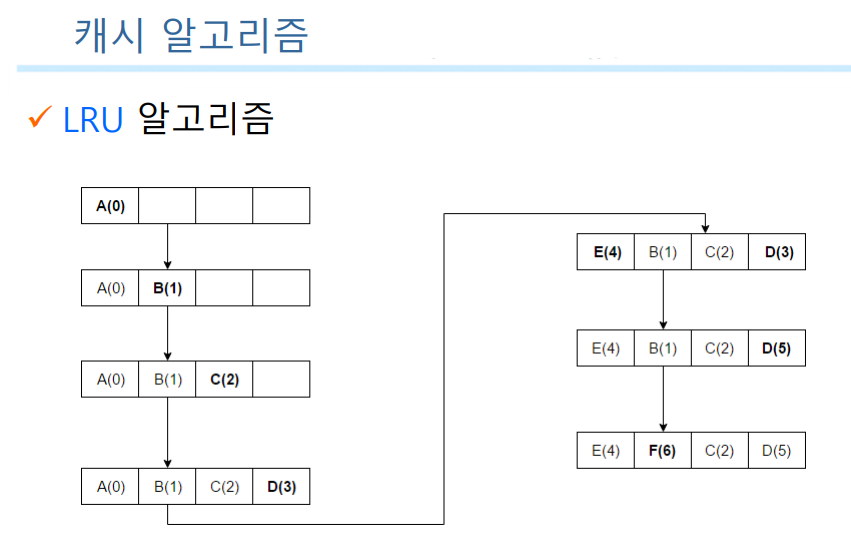 캐시 알고리즘
✓ LRU 알고리즘
A(0)
A(0) B(1)
A(0) B(1) C(2)
A(0) B(1) C(2) D(3)
E(4) B(1) C(2) D(3)
E(4) B(1) C(2) D(5)
E(4) F(6) C(2) D(5)